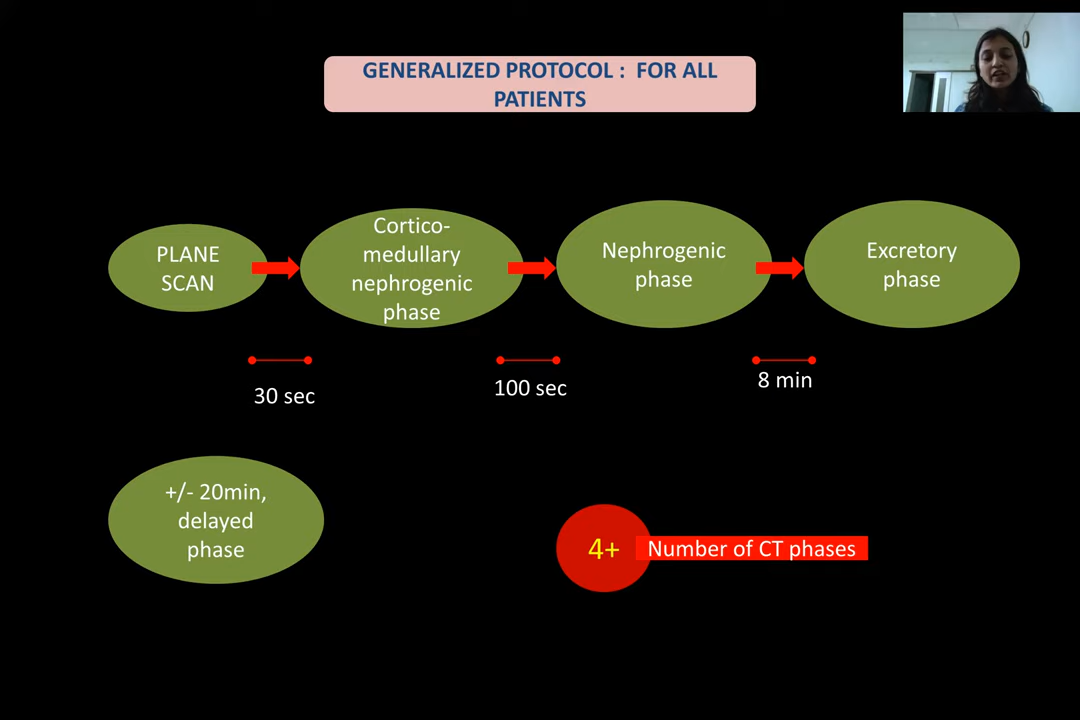 GENERALIZED PROTOCOL : FOR ALL
PATIENTS
PLANE
SCAN
Cortico-
medullary
nephrogenic
phase
Nephrogenic
phase
Excretory
phase
30 sec
100 sec
8 min
+/- 20min,
delayed
phase
4+
Number of CT phases